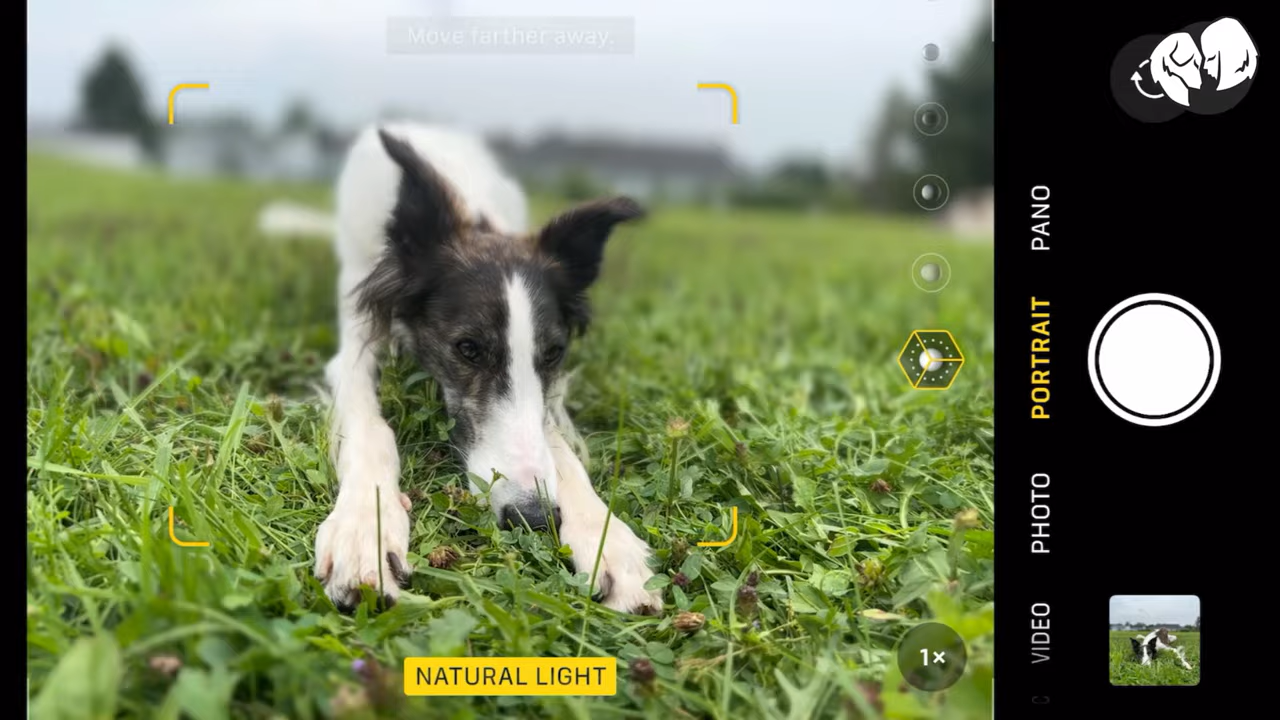 Move farther away.
NATURAL LIGHT
1×
PANO
PORTRAIT
PHOTO
VIDEO